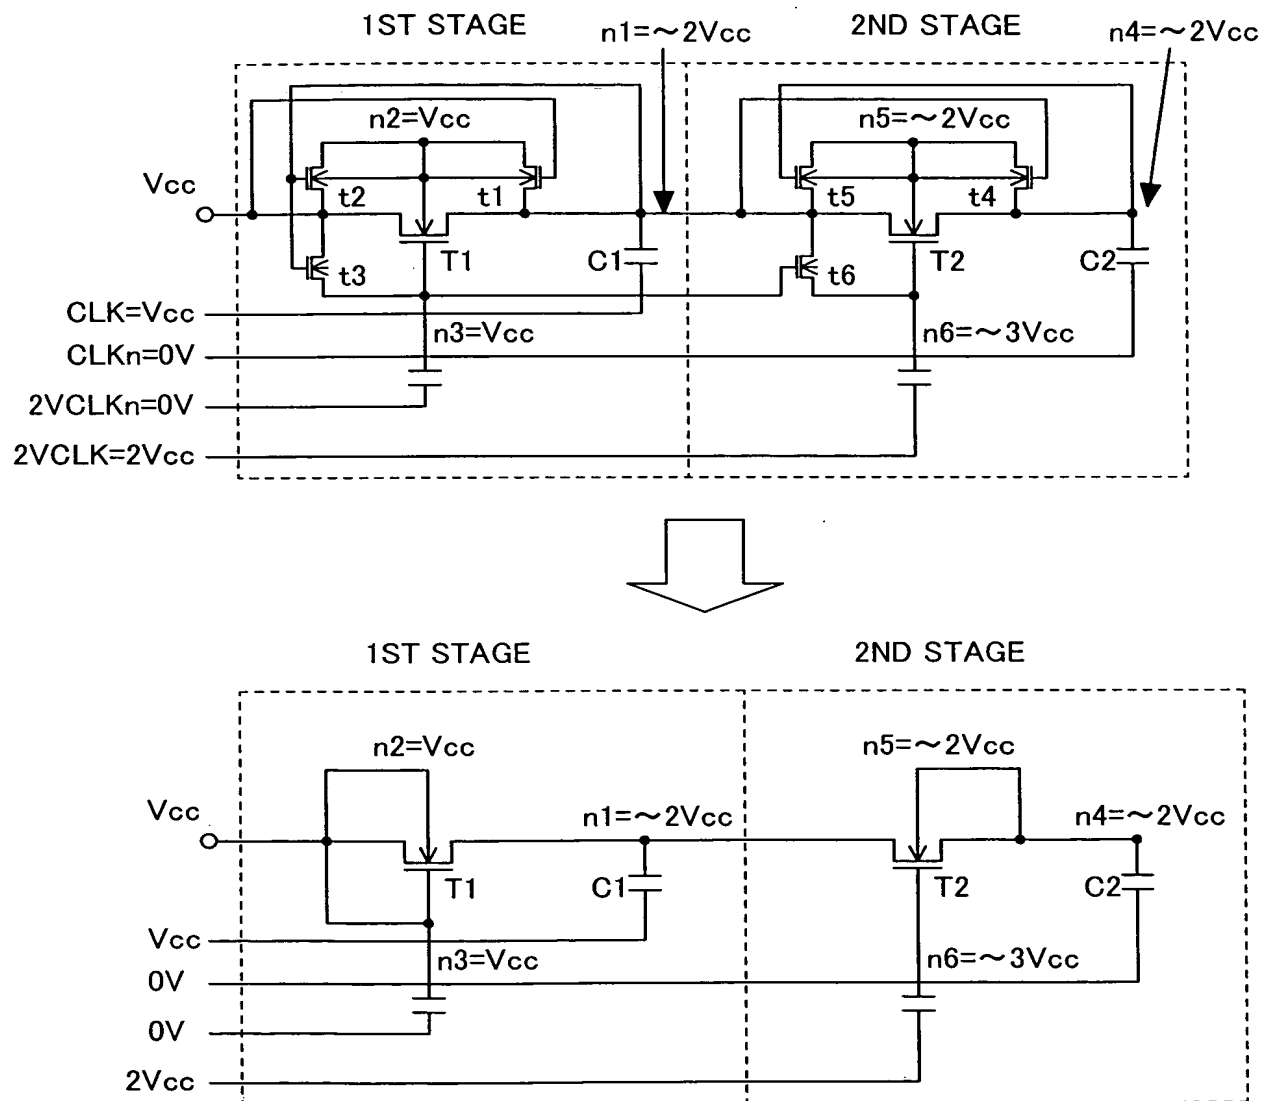 1ST STAGE
n1=～2Vcc
2ND STAGE
n4=～2Vcc
n2=Vcc
n5=～2Vcc
Vcc
t2
t1
t5
t4
T1
C1
T2
C2
t3
t6
CLK=Vcc
n3=Vcc
n6=～3Vcc
CLKn=0V
2VCLKn=0V
2VCLK=2Vcc
1ST STAGE
2ND STAGE
n2=Vcc
n5=～2Vcc
Vcc
n1=～2Vcc
n4=～2Vcc
T1
C1
T2
C2
Vcc
n3=Vcc
n6=～3Vcc
0V
0V
2Vcc